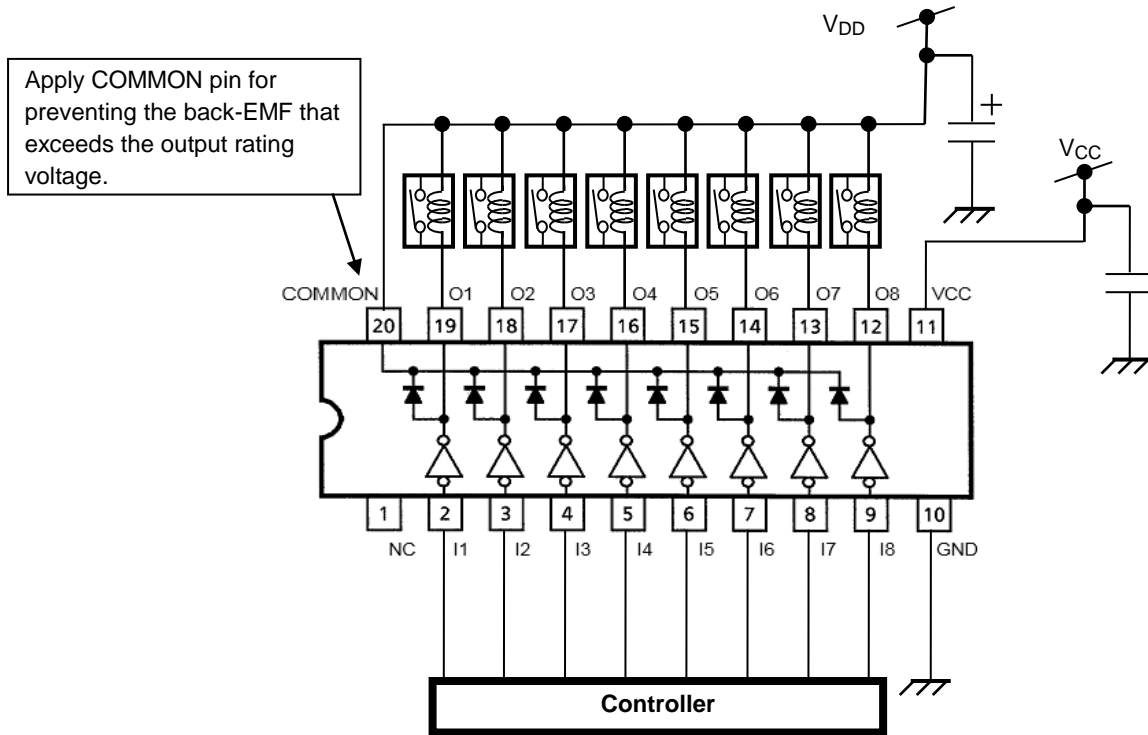 VDD
Apply COMMON pin for
preventing the back-EMF that
exceeds the output rating
voltage.
+
VCC
COMMON O1 O2 O3 O4 O5 O6 O7 O8 VCC
20 19 18 17 16 15 14 13 12 11
1 2 3 4 5 6 7 8 9 10
NC I1 I2 I3 I4 I5 I6 I7 I8 GND
Controller